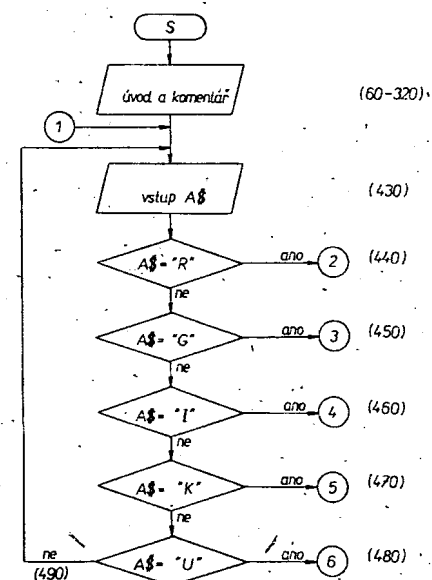 S
úvod a komentář (60-320)
1
vstup A$ (430)
A$= "R" ano 2 (440)
ne
A$= "G" ano 3 (450)
ne
A$= "I" ano 4 (460)
ne
A$= "K" ano 5 (470)
ne
ne A$= "U" ano 6 (480)
(490)